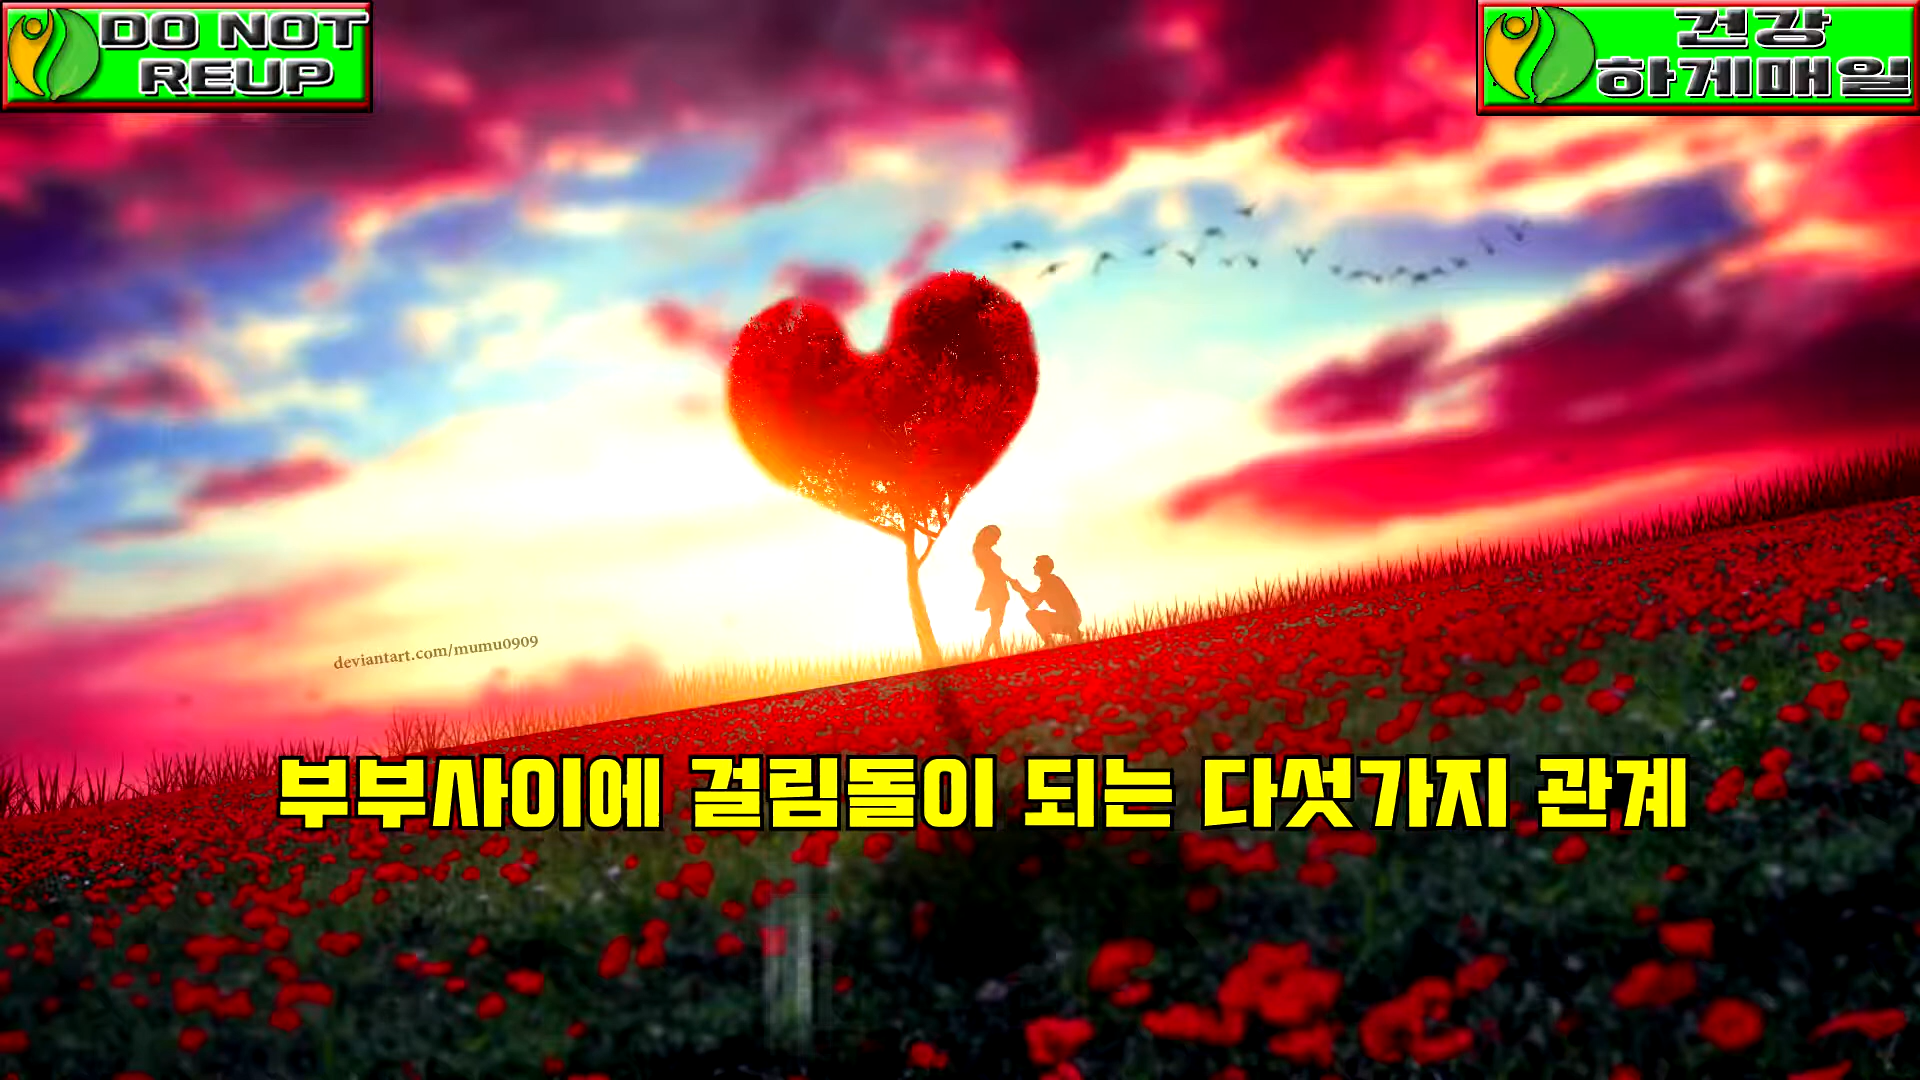 DO NOT
REUP
건강
하게매일
deviantart.com/mumu0909
부부사이에 걸림돌이 되는 다섯가지 관계